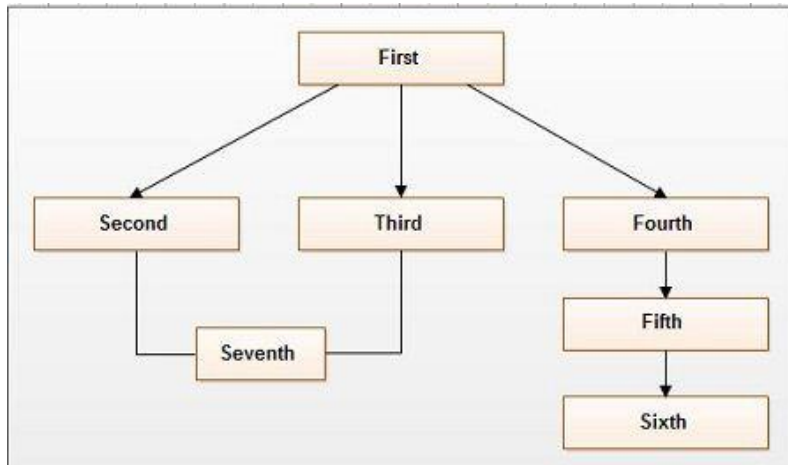 First
Second
Third
Fourth
Fifth
Seventh
Sixth